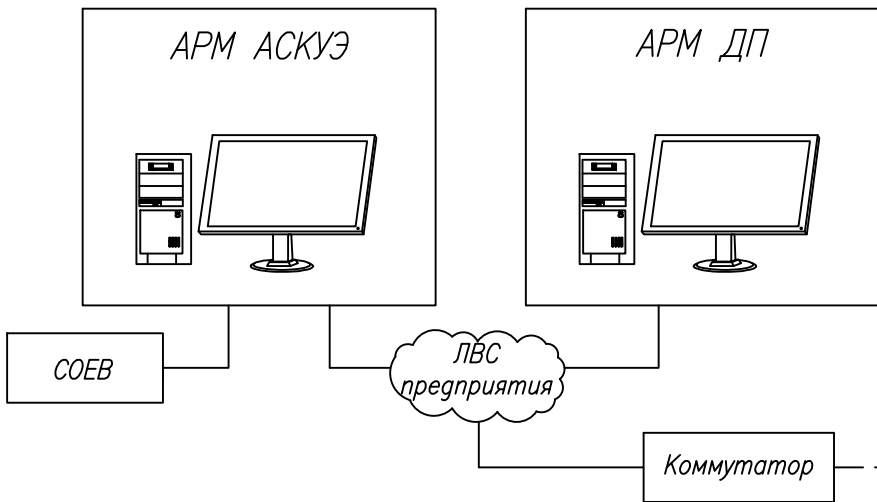 АРМ АСКУЭ
АРМ ДП
СОЕВ
ЛВС
предприятия
Коммутатор